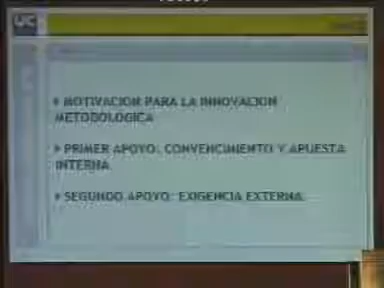 UC
▸ MOTIVACION PARA LA INNOVACION
METODOLOGICA
▸ PRIMER APOYO: CONVENCIMIENTO Y APUESTA
INTERNA
▸ SEGUNDO APOYO: EXIGENCIA EXTERNA